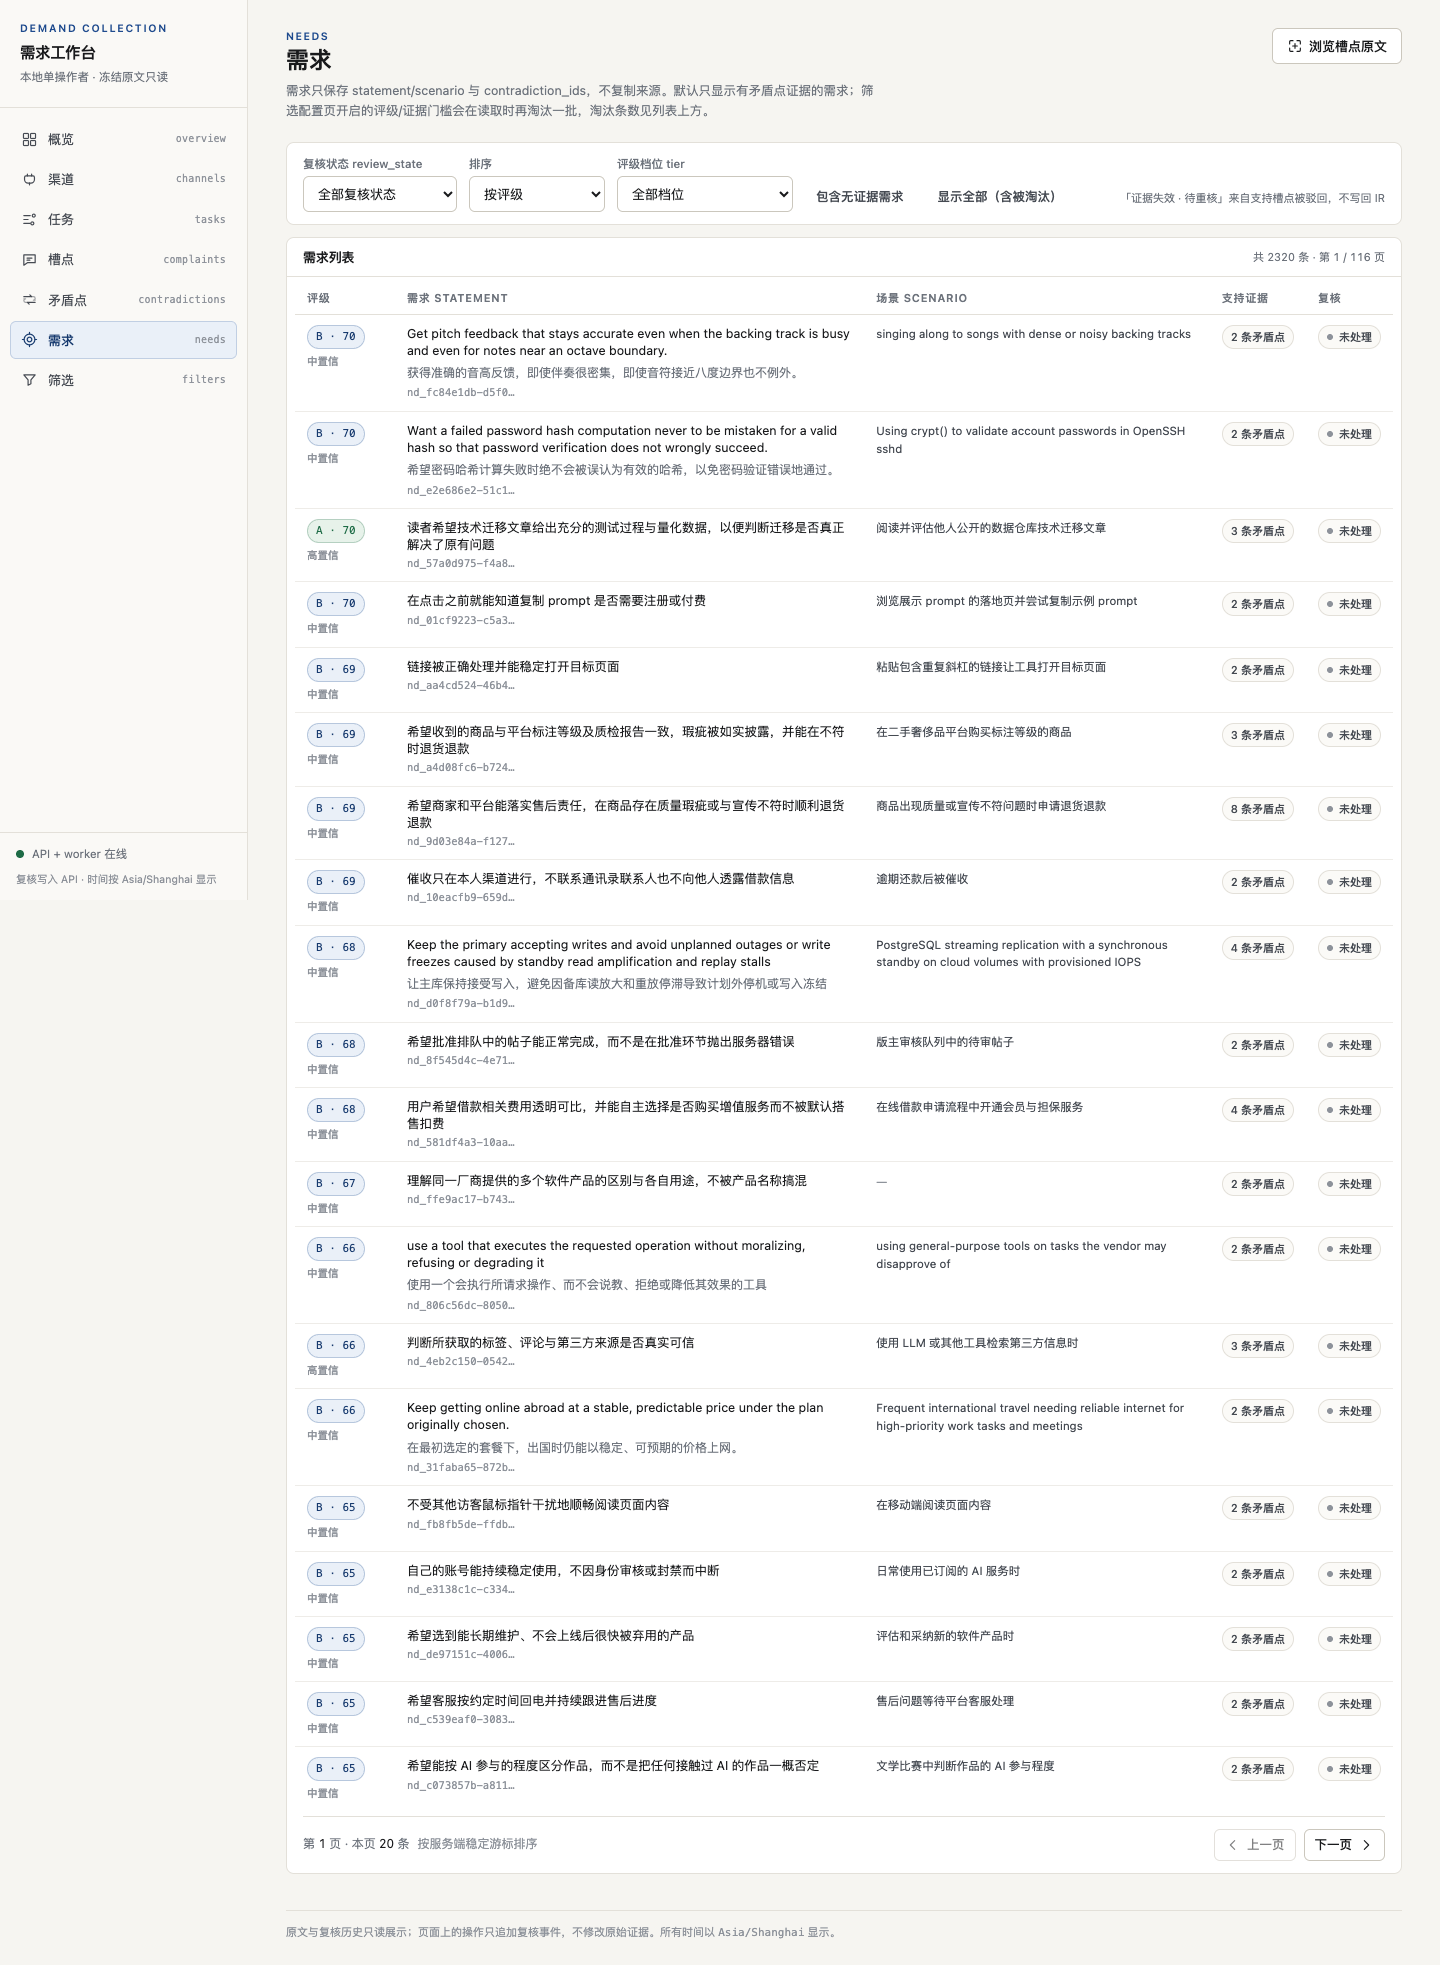 DEMAND COLLECTION
需求工作台
本地单操作者 · 冻结原文只读
概览 overview
渠道 channels
任务 tasks
槽点 complaints
矛盾点 contradictions
需求 needs
筛选 filters
API + worker 在线
复核写入 API · 时间按 Asia/Shanghai 显示
NEEDS
需求
需求只保存 statement/scenario 与 contradiction_ids，不复制来源。默认只显示有矛盾点证据的需求；筛
选配置页开启的评级/证据门槛会在读取时再淘汰一批，淘汰条数见列表上方。
浏览槽点原文
复核状态 review_state
全部复核状态
排序
按评级
评级档位 tier
全部档位
包含无证据需求
显示全部（含被淘汰）
「证据失效 · 待重核」来自支持槽点被驳回，不写回 IR
需求列表
共 2320 条 · 第 1 / 116 页
评级 需求 STATEMENT 场景 SCENARIO 支持证据 复核
B · 70
中置信
Get pitch feedback that stays accurate even when the backing track is busy
and even for notes near an octave boundary.
获得准确的音高反馈，即使伴奏很密集，即使音符接近八度边界也不例外。
nd_fc84e1db-d5f0…
singing along to songs with dense or noisy backing tracks
2 条矛盾点
未处理
B · 70
中置信
Want a failed password hash computation never to be mistaken for a valid
hash so that password verification does not wrongly succeed.
希望密码哈希计算失败时绝不会被误认为有效的哈希，以免密码验证错误地通过。
nd_e2e686e2-51c1…
Using crypt() to validate account passwords in OpenSSH
sshd
2 条矛盾点
未处理
A · 70
高置信
读者希望技术迁移文章给出充分的测试过程与量化数据，以便判断迁移是否真正
解决了原有问题
nd_57a0d975-f4a8…
阅读并评估他人公开的数据仓库技术迁移文章
3 条矛盾点
未处理
B · 70
中置信
在点击之前就能知道复制 prompt 是否需要注册或付费
nd_01cf9223-c5a3…
浏览展示 prompt 的落地页并尝试复制示例 prompt
2 条矛盾点
未处理
B · 69
中置信
链接被正确处理并能稳定打开目标页面
nd_aa4cd524-46b4…
粘贴包含重复斜杠的链接让工具打开目标页面
2 条矛盾点
未处理
B · 69
中置信
希望收到的商品与平台标注等级及质检报告一致，瑕疵被如实披露，并能在不符
时退货退款
nd_a4d08fc6-b724…
在二手奢侈品平台购买标注等级的商品
3 条矛盾点
未处理
B · 69
中置信
希望商家和平台能落实售后责任，在商品存在质量瑕疵或与宣传不符时顺利退货
退款
nd_9d03e84a-f127…
商品出现质量或宣传不符问题时申请退货退款
8 条矛盾点
未处理
B · 69
中置信
催收只在本人渠道进行，不联系通讯录联系人也不向他人透露借款信息
nd_10eacfb9-659d…
逾期还款后被催收
2 条矛盾点
未处理
B · 68
中置信
Keep the primary accepting writes and avoid unplanned outages or write
freezes caused by standby read amplification and replay stalls
让主库保持接受写入，避免因备库读放大和重放停滞导致计划外停机或写入冻结
nd_d0f8f79a-b1d9…
PostgreSQL streaming replication with a synchronous
standby on cloud volumes with provisioned IOPS
4 条矛盾点
未处理
B · 68
中置信
希望批准排队中的帖子能正常完成，而不是在批准环节抛出服务器错误
nd_8f545d4c-4e71…
版主审核队列中的待审帖子
2 条矛盾点
未处理
B · 68
中置信
用户希望借款相关费用透明可比，并能自主选择是否购买增值服务而不被默认搭
售扣费
nd_581df4a3-10aa…
在线借款申请流程中开通会员与担保服务
4 条矛盾点
未处理
B · 67
中置信
理解同一厂商提供的多个软件产品的区别与各自用途，不被产品名称搞混
nd_ffe9ac17-b743…
—
2 条矛盾点
未处理
B · 66
中置信
use a tool that executes the requested operation without moralizing,
refusing or degrading it
使用一个会执行所请求操作、而不会说教、拒绝或降低其效果的工具
nd_806c56dc-8050…
using general-purpose tools on tasks the vendor may
disapprove of
2 条矛盾点
未处理
B · 66
高置信
判断所获取的标签、评论与第三方来源是否真实可信
nd_4eb2c150-0542…
使用 LLM 或其他工具检索第三方信息时
3 条矛盾点
未处理
B · 66
中置信
Keep getting online abroad at a stable, predictable price under the plan
originally chosen.
在最初选定的套餐下，出国时仍能以稳定、可预期的价格上网。
nd_31faba65-872b…
Frequent international travel needing reliable internet for
high-priority work tasks and meetings
2 条矛盾点
未处理
B · 65
中置信
不受其他访客鼠标指针干扰地顺畅阅读页面内容
nd_fb8fb5de-ffdb…
在移动端阅读页面内容
2 条矛盾点
未处理
B · 65
中置信
自己的账号能持续稳定使用，不因身份审核或封禁而中断
nd_e3138c1c-c334…
日常使用已订阅的 AI 服务时
2 条矛盾点
未处理
B · 65
中置信
希望选到能长期维护、不会上线后很快被弃用的产品
nd_de97151c-4006…
评估和采纳新的软件产品时
2 条矛盾点
未处理
B · 65
中置信
希望客服按约定时间回电并持续跟进售后进度
nd_c539eaf0-3083…
售后问题等待平台客服处理
2 条矛盾点
未处理
B · 65
中置信
希望能按 AI 参与的程度区分作品，而不是把任何接触过 AI 的作品一概否定
nd_c073857b-a811…
文学比赛中判断作品的 AI 参与程度
2 条矛盾点
未处理
第 1 页 · 本页 20 条 按服务端稳定游标排序
上一页
下一页
原文与复核历史只读展示；页面上的操作只追加复核事件，不修改原始证据。所有时间以 Asia/Shanghai 显示。